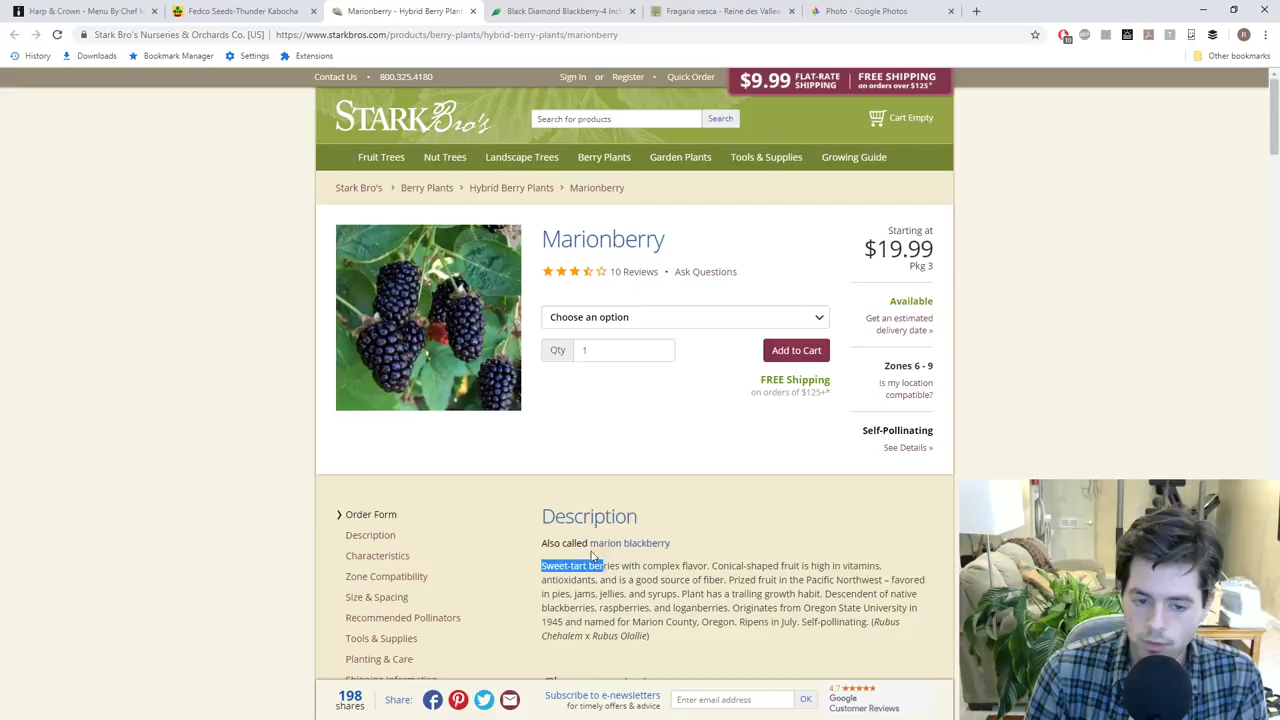 Harp & Crown - Menu By Chef M
Fedco Seeds-Thunder Kabocha
Marionberry - Hybrid Berry Plan
Black Diamond Blackberry-4 Inch
Fragaria vesca - Reine des Vallee
Photo - Google Photos
Stark Bro's Nurseries & Orchards Co. [US] | https://www.starkbros.com/products/berry-plants/hybrid-berry-plants/marionberry
10
ABP
R
History Downloads Bookmark Manager Settings Extensions Other bookmarks
Contact Us • 800.325.4180 Sign In or Register • Quick Order
$9.99 FLAT-RATE SHIPPING FREE SHIPPING on orders over $125*
STARK Bro's
Search for products Search
Cart Empty
Fruit Trees Nut Trees Landscape Trees Berry Plants Garden Plants Tools & Supplies Growing Guide
Stark Bro's › Berry Plants › Hybrid Berry Plants › Marionberry
Marionberry
10 Reviews • Ask Questions
Choose an option
Qty 1 Add to Cart
FREE Shipping
on orders of $125+*
Starting at
$19.99
Pkg 3
Available
Get an estimated
delivery date »
Zones 6 - 9
Is my location
compatible?
Self-Pollinating
See Details »
Order Form
Description
Characteristics
Zone Compatibility
Size & Spacing
Recommended Pollinators
Tools & Supplies
Planting & Care
Shipping Information
Description
Also called marion blackberry
Sweet-tart berries with complex flavor. Conical-shaped fruit is high in vitamins,
antioxidants, and is a good source of fiber. Prized fruit in the Pacific Northwest – favored
in pies, jams, jellies, and syrups. Plant has a trailing growth habit. Descendent of native
blackberries, raspberries, and loganberries. Originates from Oregon State University in
1945 and named for Marion County, Oregon. Ripens in July. Self-pollinating. (Rubus
Chehalem x Rubus Olallie)
198
shares
Share:
Subscribe to e-newsletters
for timely offers & advice
Enter email address OK
4.7
Google
Customer Reviews